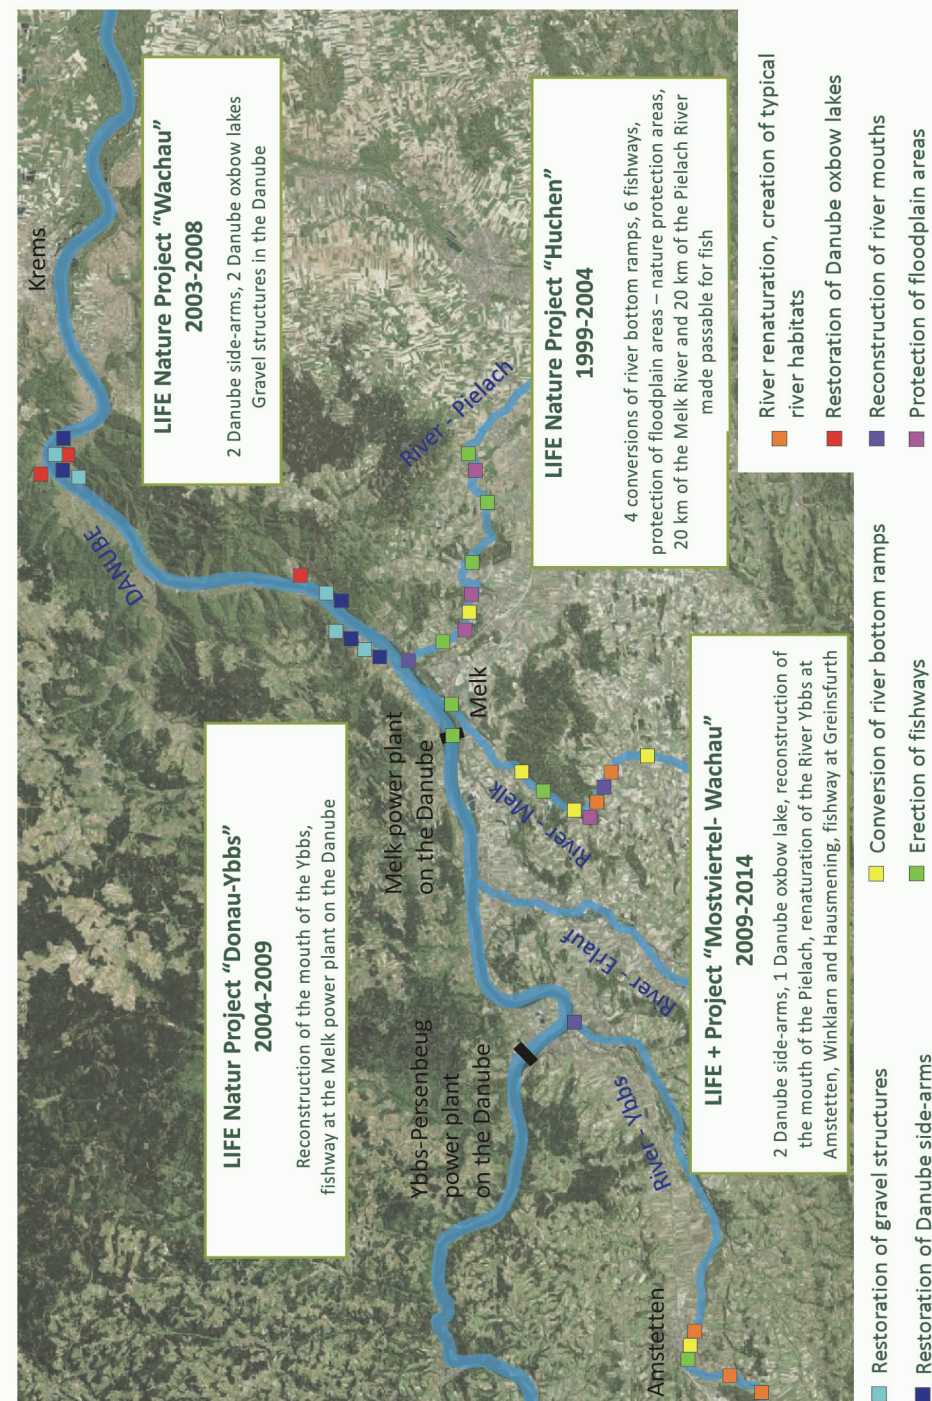 Krems
LIFE Nature Project “Wachau”
2003-2008
2 Danube side-arms, 2 Danube oxbow lakes
Gravel structures in the Danube
DANUBE
River - Pielach
LIFE Nature Project “Huchen”
1999-2004
4 conversions of river bottom ramps, 6 fishways,
protection of floodplain areas – nature protection areas,
20 km of the Melk River and 20 km of the Pielach River
made passable for fish
LIFE Natur Project “Donau-Ybbs”
2004-2009
Reconstruction of the mouth of the Ybbs,
fishway at the Melk power plant on the Danube
Melk power plant
on the Danube
Melk
River - Melk
River - Erlauf
Ybbs-Persenbeug
power plant
on the Danube
River - Ybbs
Amstetten
LIFE + Project “Mostviertel- Wachau”
2009-2014
2 Danube side-arms, 1 Danube oxbow lake, reconstruction of
the mouth of the Pielach, renaturation of the River Ybbs at
Amstetten, Winklarn and Hausmening, fishway at Greinsfurth
Restoration of gravel structures
Restoration of Danube side-arms
Conversion of river bottom ramps
Erection of fishways
River renaturation, creation of typical
river habitats
Restoration of Danube oxbow lakes
Reconstruction of river mouths
Protection of floodplain areas